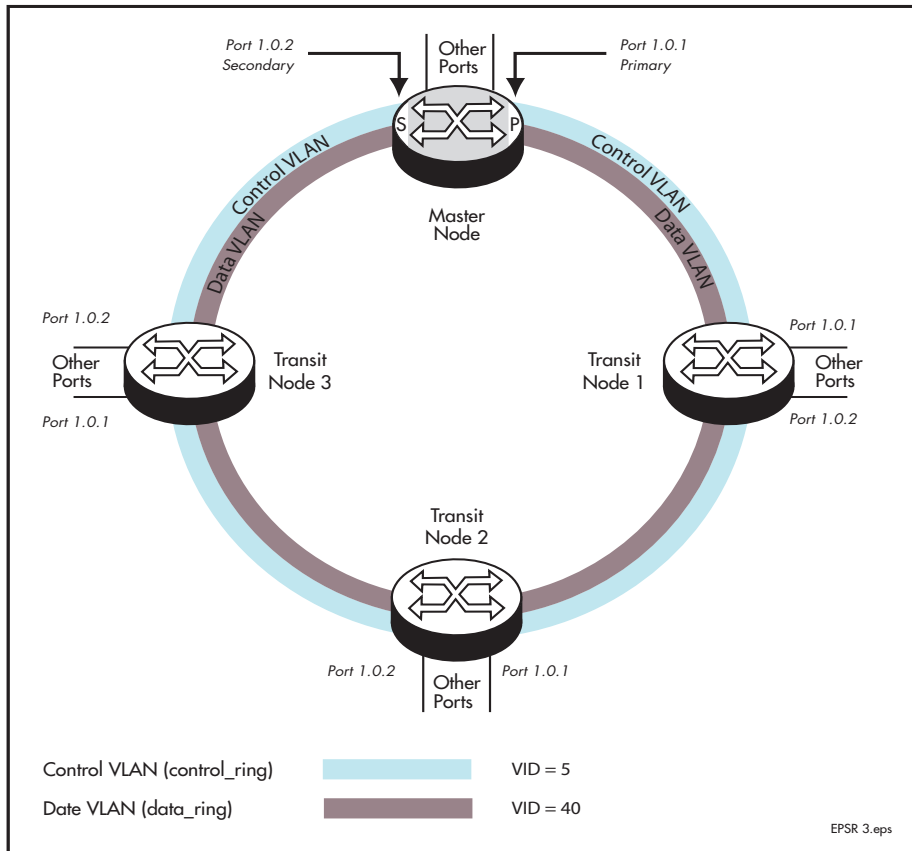 Port 1.0.2
Secondary
Other
Ports
Port 1.0.1
Primary
S
P
Control VLAN
Data VLAN
Control VLAN
Data VLAN
Master
Node
Port 1.0.2
Other
Ports
Port 1.0.1
Transit
Node 3
Transit
Node 1
Port 1.0.1
Other
Ports
Port 1.0.2
Transit
Node 2
Port 1.0.2
Other
Ports
Port 1.0.1
Control VLAN (control_ring)
VID = 5
Date VLAN (data_ring)
VID = 40
EPSR 3.eps